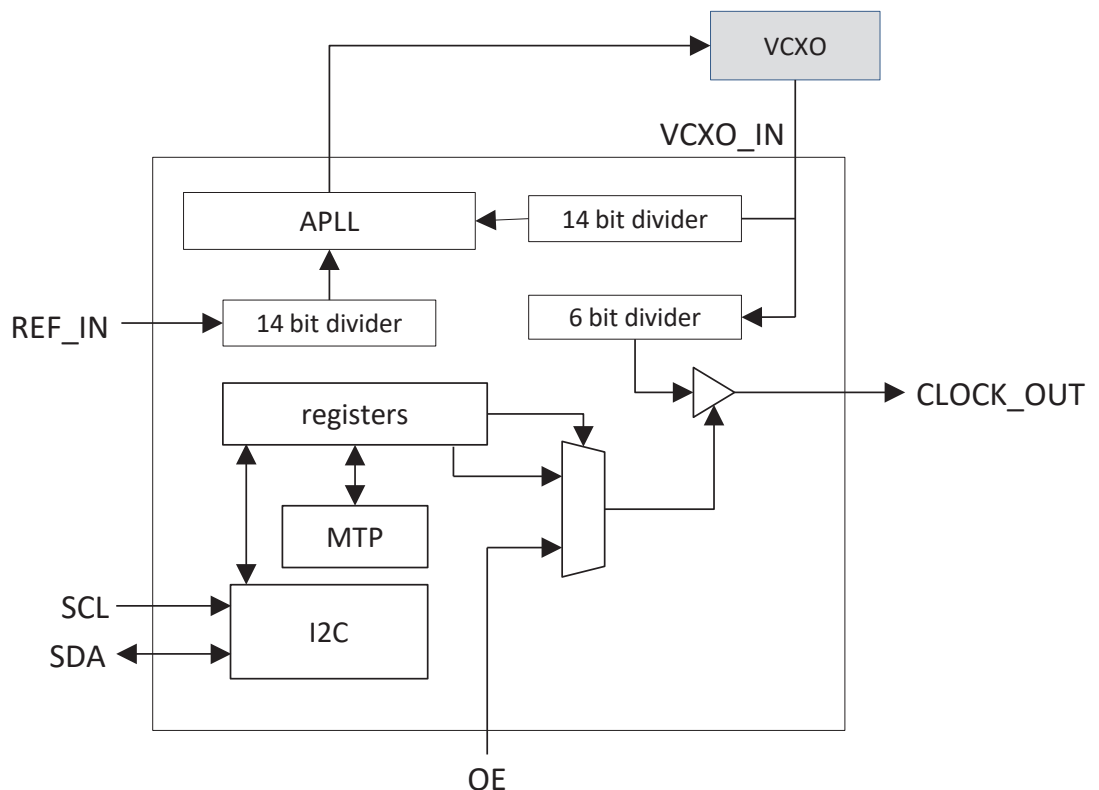 VCXO
VCXO_IN
APLL
14 bit divider
REF_IN
14 bit divider
6 bit divider
CLOCK_OUT
registers
MTP
SCL
SDA
I2C
OE